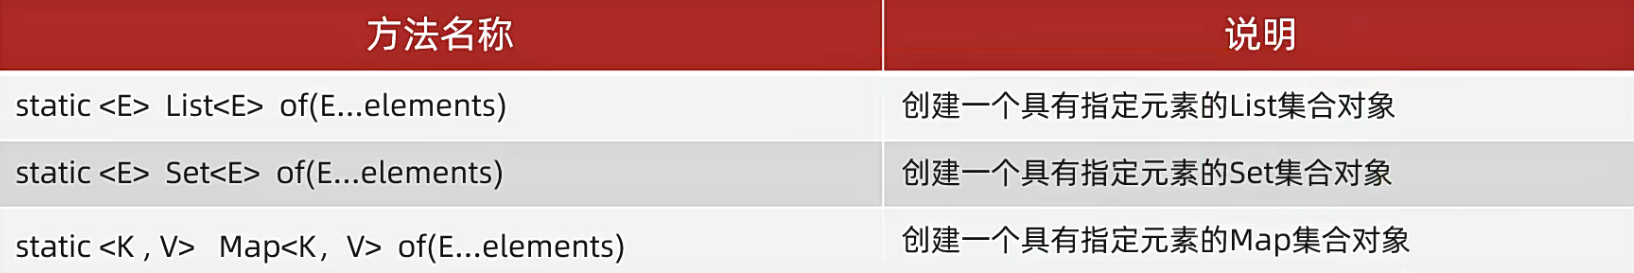 方法名称 说明
static <E> List<E> of(E...elements) 创建一个具有指定元素的List集合对象
static <E> Set<E> of(E...elements) 创建一个具有指定元素的Set集合对象
static <K , V> Map<K, V> of(E...elements) 创建一个具有指定元素的Map集合对象